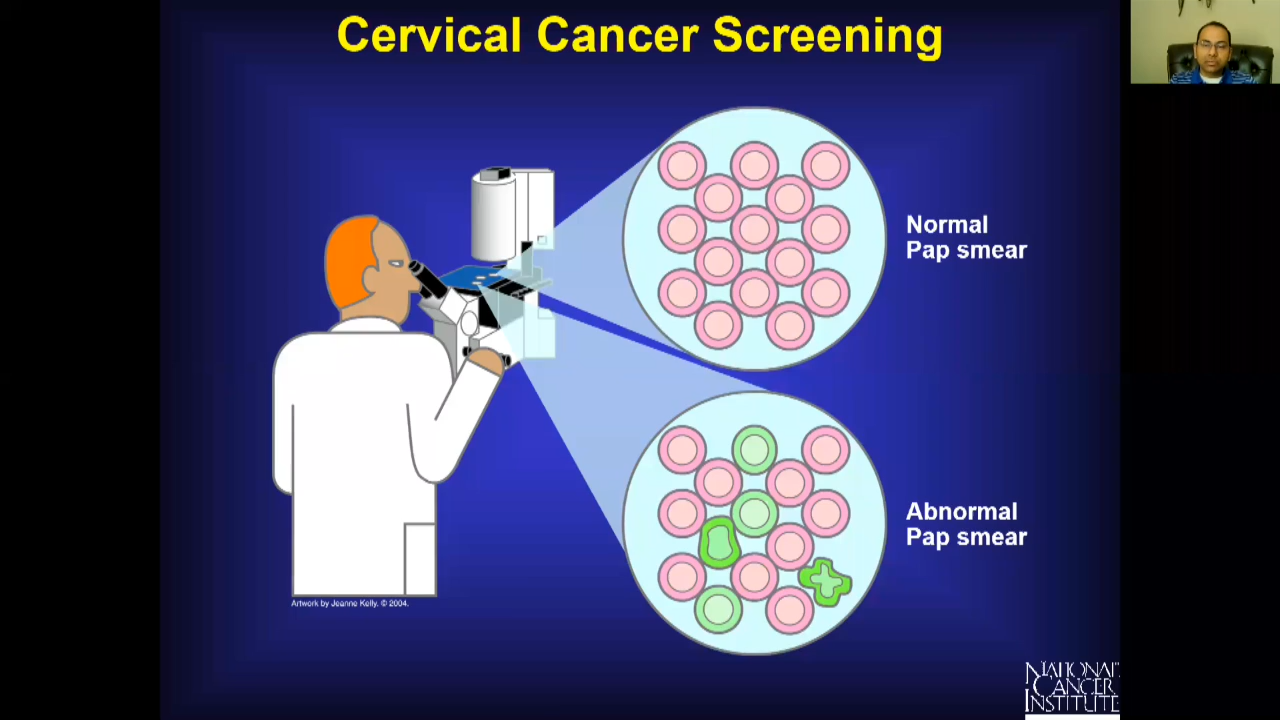 Cervical Cancer Screening
Normal
Pap smear
Abnormal
Pap smear
Artwork by Jeanne Kelly. © 2004.
NATIONAL
CANCER
INSTITUTE